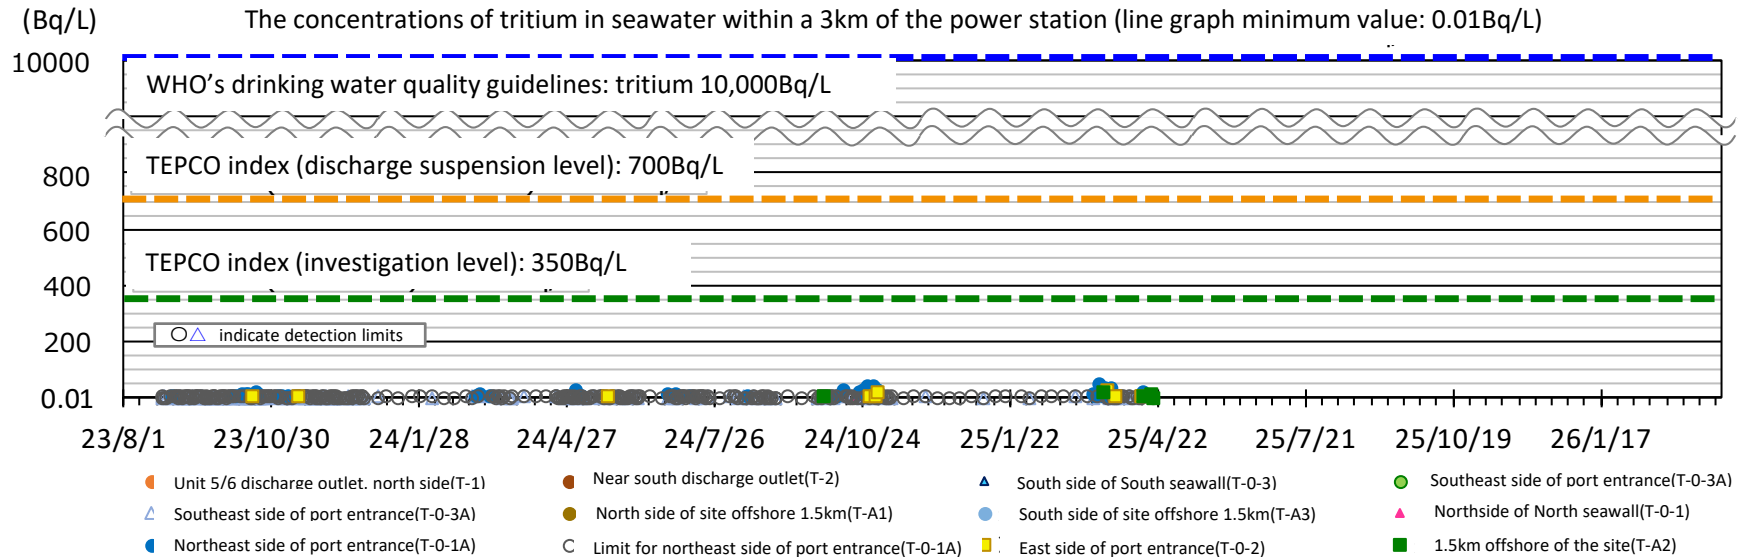 (Bq/L)
The concentrations of tritium in seawater within a 3km of the power station (line graph minimum value: 0.01Bq/L)
10000
WHO's drinking water quality guidelines: tritium 10,000Bq/L
TEPCO index (discharge suspension level): 700Bq/L
800
600
TEPCO index (investigation level): 350Bq/L
400
○△ indicate detection limits
200
0.01
23/8/1 23/10/30 24/1/28 24/4/27 24/7/26 24/10/24 25/1/22 25/4/22 25/7/21 25/10/19 26/1/17
Unit 5/6 discharge outlet, north side(T-1) Near south discharge outlet(T-2) South side of South seawall(T-0-3) Southeast side of port entrance(T-0-3A)
Southeast side of port entrance(T-0-3A) North side of site offshore 1.5km(T-A1) South side of site offshore 1.5km(T-A3) Northside of North seawall(T-0-1)
Northeast side of port entrance(T-0-1A) Limit for northeast side of port entrance(T-0-1A) East side of port entrance(T-0-2) 1.5km offshore of the site(T-A2)